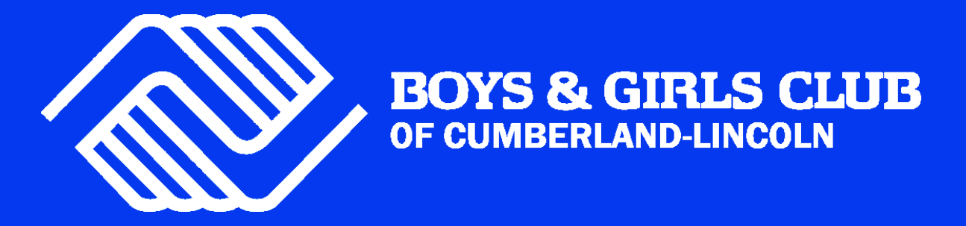 BOYS & GIRLS CLUB
OF CUMBERLAND-LINCOLN